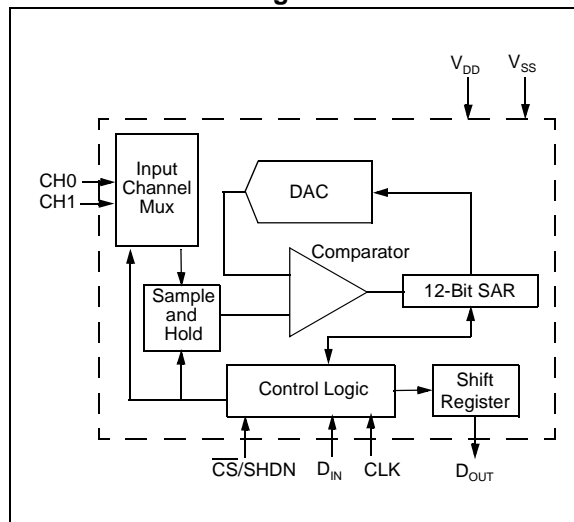 V_DD V_SS
Input
Channel
Mux
CH0
CH1
DAC
Comparator
Sample
and
Hold
12-Bit SAR
Control Logic
Shift
Register
C̅S̅/SHDN D_IN CLK D_OUT